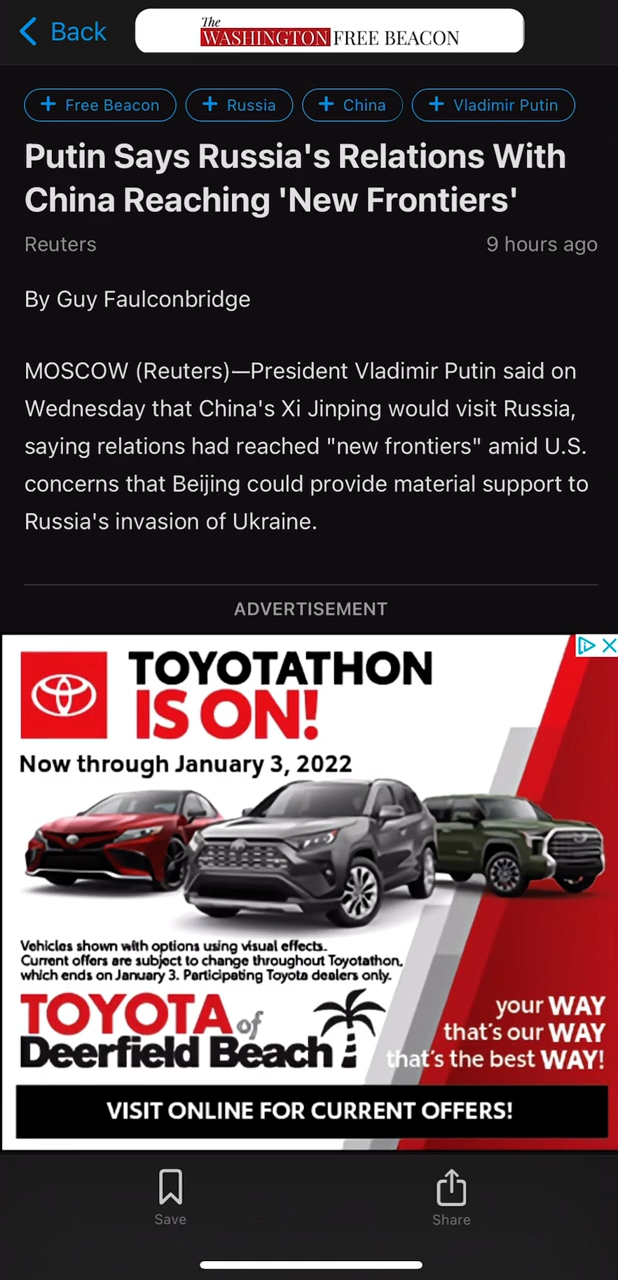 Back
The
WASHINGTON FREE BEACON
+ Free Beacon + Russia + China + Vladimir Putin
Putin Says Russia's Relations With
China Reaching 'New Frontiers'
Reuters 9 hours ago
By Guy Faulconbridge
MOSCOW (Reuters)—President Vladimir Putin said on
Wednesday that China's Xi Jinping would visit Russia,
saying relations had reached "new frontiers" amid U.S.
concerns that Beijing could provide material support to
Russia's invasion of Ukraine.
ADVERTISEMENT
TOYOTATHON
IS ON!
Now through January 3, 2022
Vehicles shown with options using visual effects.
Current offers are subject to change throughout Toyotathon,
which ends on January 3. Participating Toyota dealers only.
TOYOTA of
Deerfield Beach
your WAY
that's our WAY
that's the best WAY!
VISIT ONLINE FOR CURRENT OFFERS!
Save Share